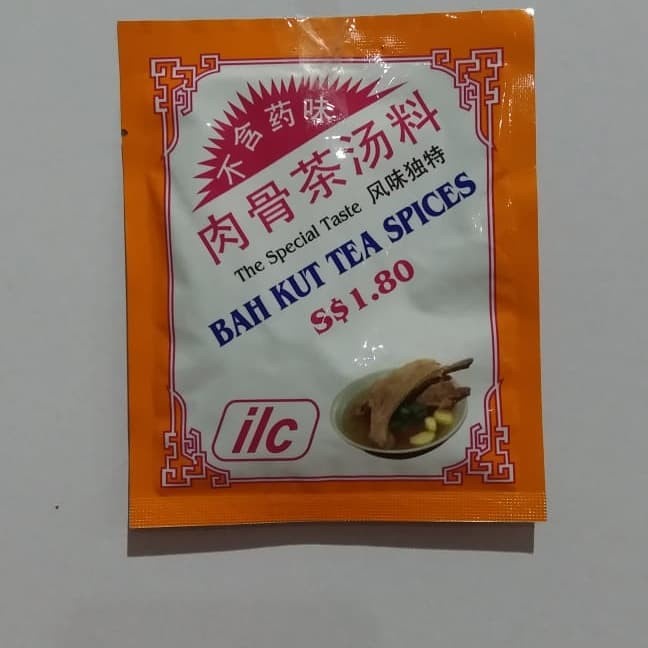 不含药味
肉骨茶汤料
The Special Taste 风味独特
BAH KUT TEA SPICES
S$1.80
ilc